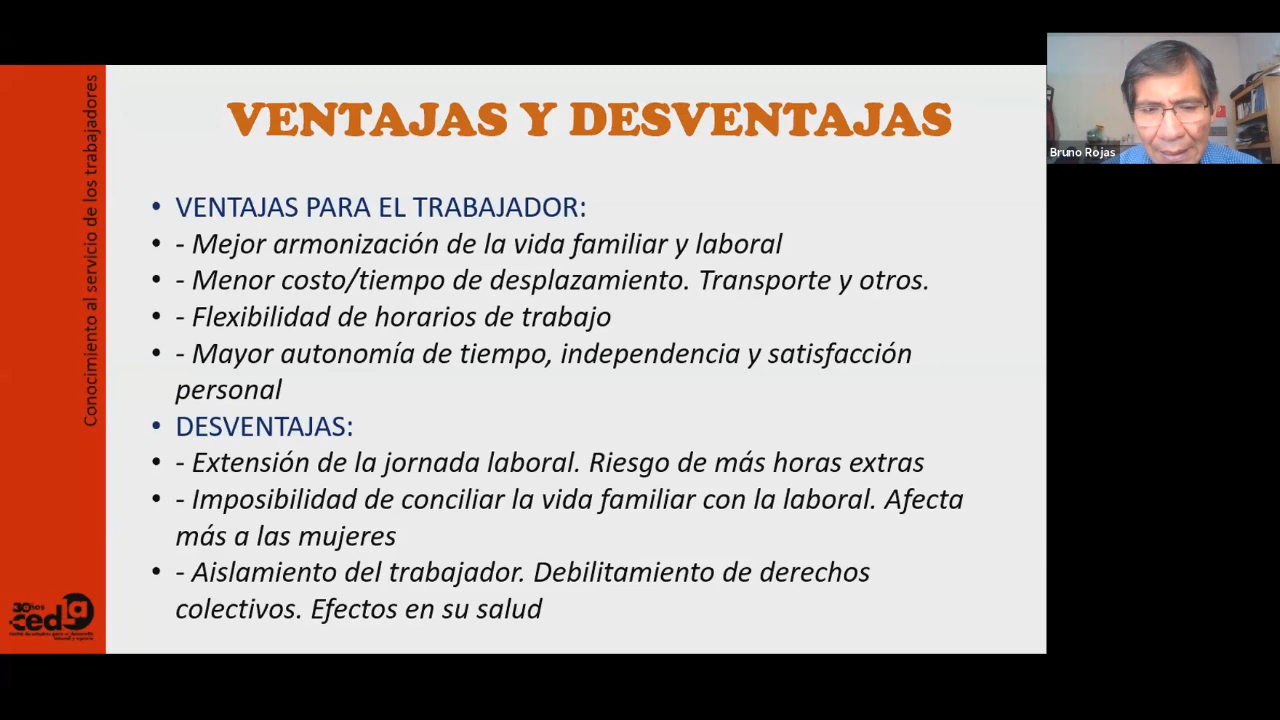 VENTAJAS Y DESVENTAJAS
• VENTAJAS PARA EL TRABAJADOR:
• - Mejor armonización de la vida familiar y laboral
• - Menor costo/tiempo de desplazamiento. Transporte y otros.
• - Flexibilidad de horarios de trabajo
• - Mayor autonomía de tiempo, independencia y satisfacción
personal
• DESVENTAJAS:
• - Extensión de la jornada laboral. Riesgo de más horas extras
• - Imposibilidad de conciliar la vida familiar con la laboral. Afecta
más a las mujeres
• - Aislamiento del trabajador. Debilitamiento de derechos
colectivos. Efectos en su salud
Conocimiento al servicio de los trabajadores
30años
cedla
Bruno Rojas